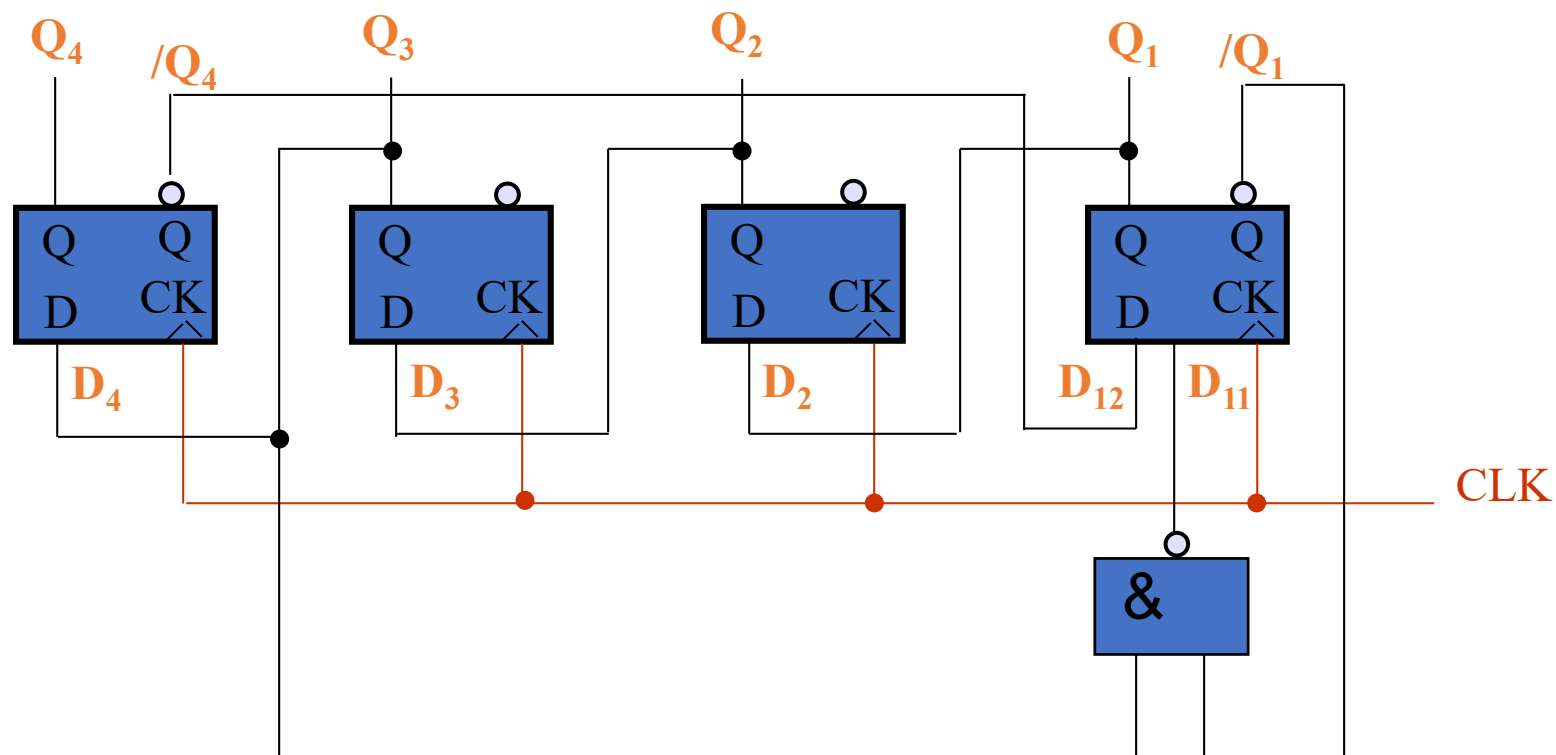 Q₄ /Q₄ Q₃ Q₂ Q₁ /Q₁
Q Q Q Q Q Q
D CK D CK D CK D CK
D₄ D₃ D₂ D₁₂ D₁₁
CLK
&